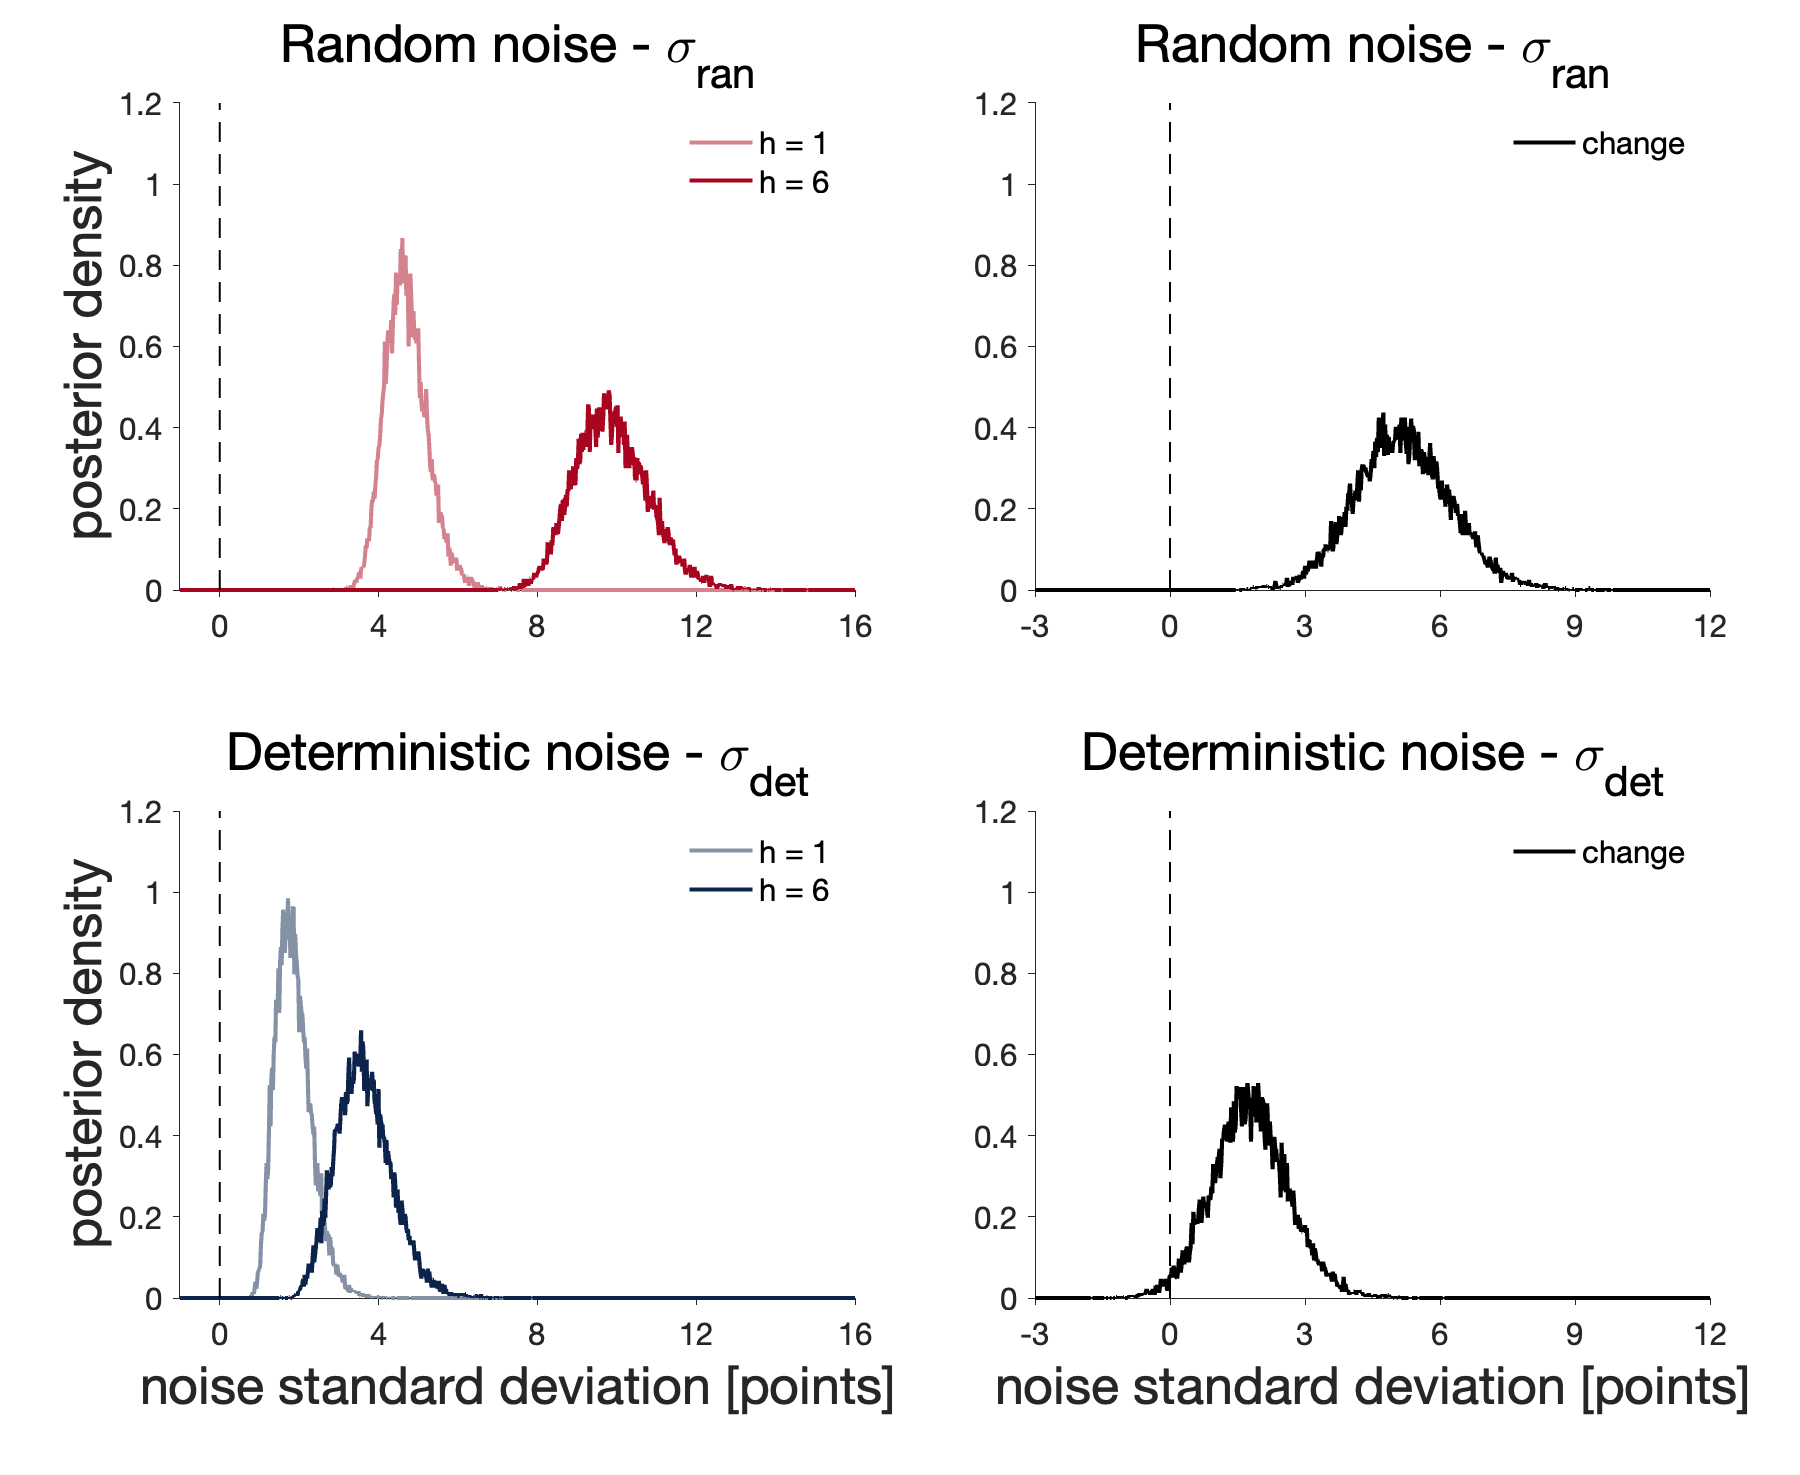 Random noise - σran
1.2
1
0.8
0.6
0.4
0.2
0
posterior density
h = 1
h = 6
0 4 8 12 16
Random noise - σran
1.2
1
0.8
0.6
0.4
0.2
0
change
-3 0 3 6 9 12
Deterministic noise - σdet
1.2
1
0.8
0.6
0.4
0.2
0
posterior density
h = 1
h = 6
0 4 8 12 16
noise standard deviation [points]
Deterministic noise - σdet
1.2
1
0.8
0.6
0.4
0.2
0
change
-3 0 3 6 9 12
noise standard deviation [points]